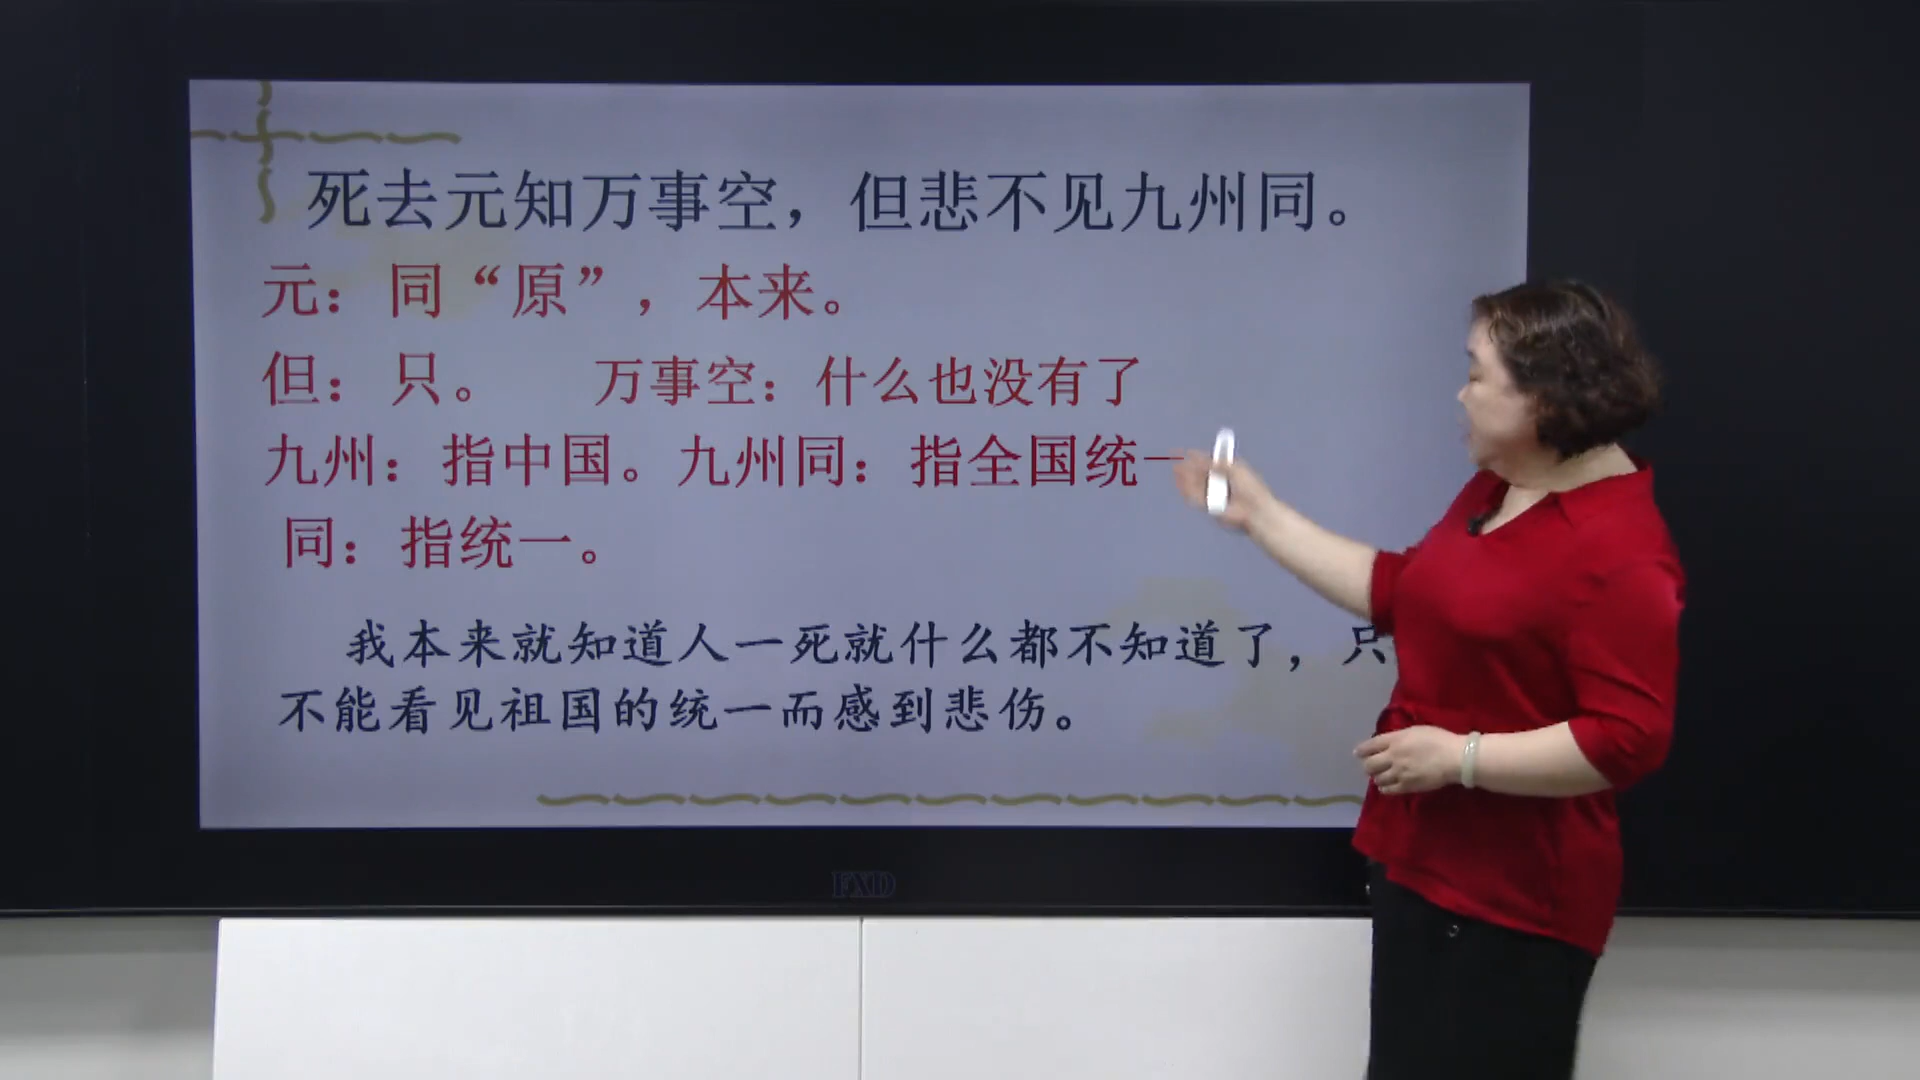 死去元知万事空，但悲不见九州同。
元：同“原”，本来。
但：只。 万事空：什么也没有了
九州：指中国。九州同：指全国统一
同：指统一。
我本来就知道人一死就什么都不知道了，只
不能看见祖国的统一而感到悲伤。
FXD